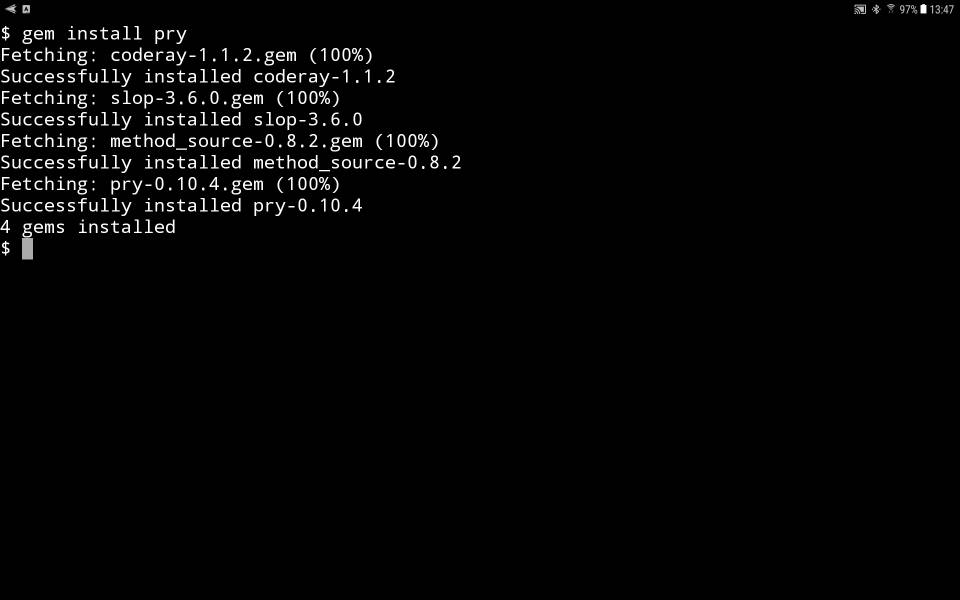 97% 13:47
$ gem install pry
Fetching: coderay-1.1.2.gem (100%)
Successfully installed coderay-1.1.2
Fetching: slop-3.6.0.gem (100%)
Successfully installed slop-3.6.0
Fetching: method_source-0.8.2.gem (100%)
Successfully installed method_source-0.8.2
Fetching: pry-0.10.4.gem (100%)
Successfully installed pry-0.10.4
4 gems installed
$